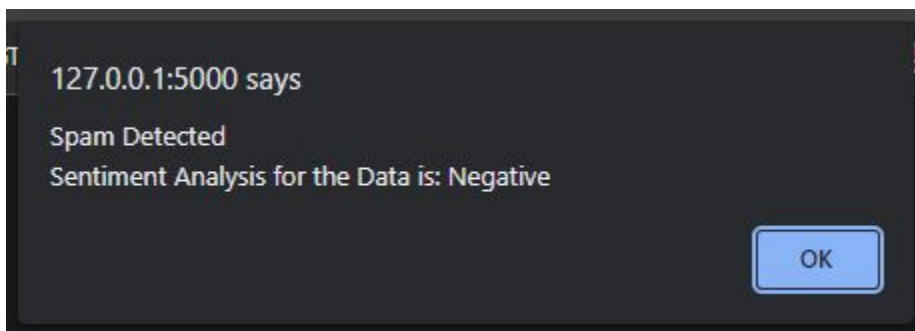 127.0.0.1:5000 says
Spam Detected
Sentiment Analysis for the Data is: Negative
OK